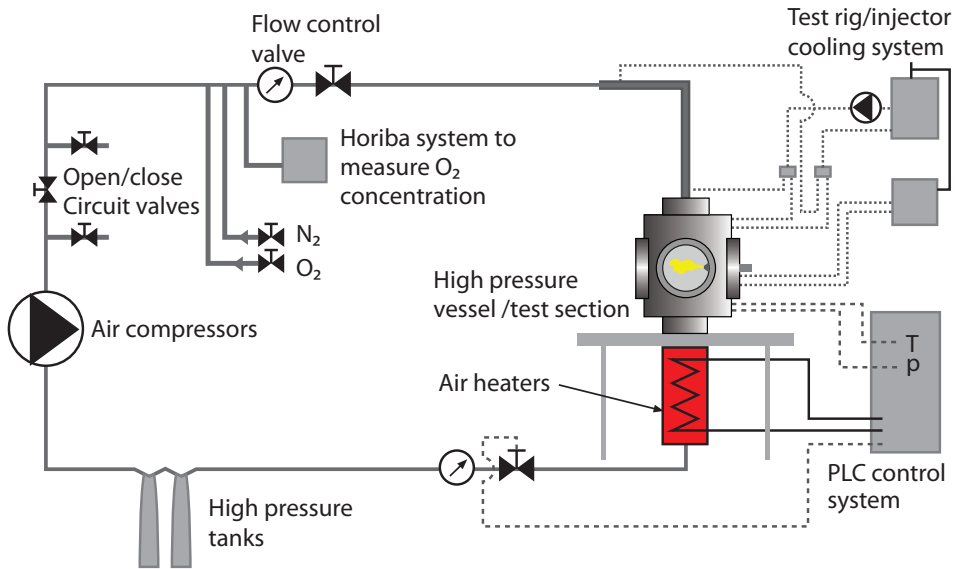 Flow control
valve
Test rig/injector
cooling system
Horiba system to
measure O₂
concentration
Open/close
Circuit valves
N₂
O₂
High pressure
vessel /test section
Air compressors
T
p
Air heaters
PLC control
system
High pressure
tanks